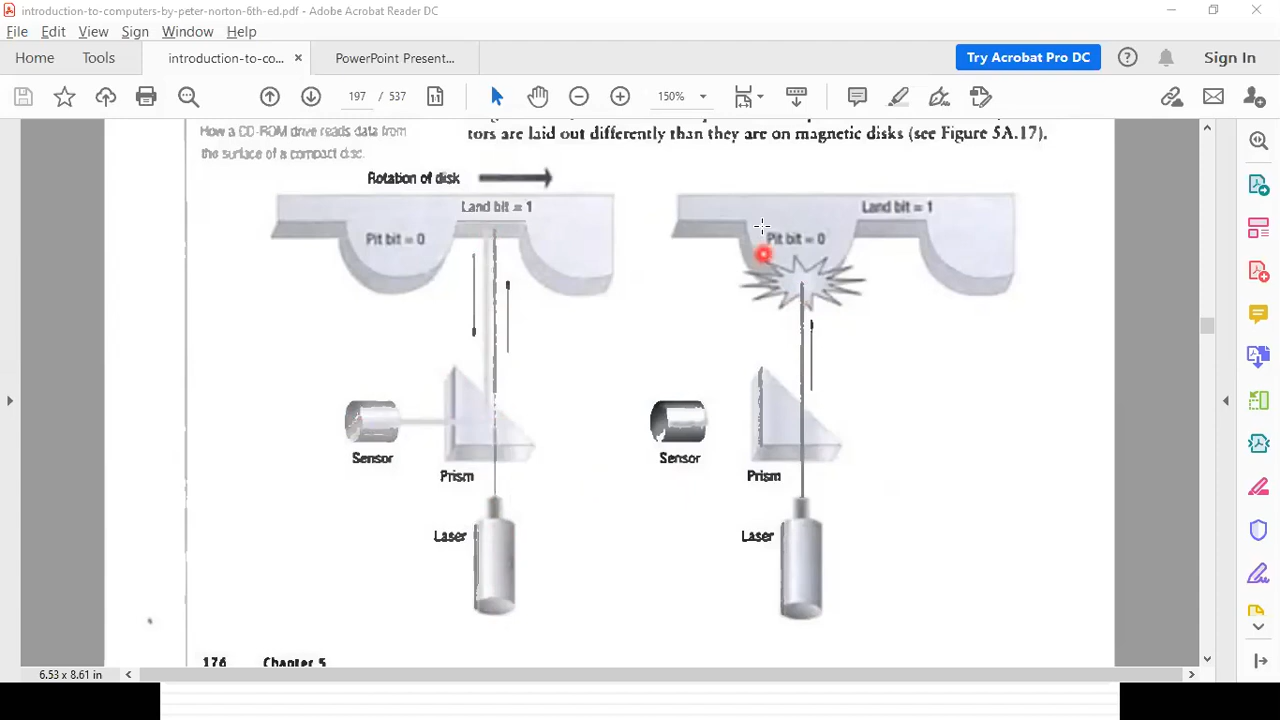 introduction-to-computers-by-peter-norton-6th-ed.pdf - Adobe Acrobat Reader DC
File Edit View Sign Window Help
Home Tools introduction-to-co... × PowerPoint Present... Try Acrobat Pro DC Sign In
197 / 537 150%
How a CD-ROM drive reads data from
the surface of a compact disc.
tors are laid out differently than they are on magnetic disks (see Figure 5A.17).
Rotation of disk
Land bit = 1
Pit bit = 0
Land bit = 1
Pit bit = 0
Sensor
Prism
Laser
Sensor
Prism
Laser
176 Chapter 5
6.53 x 8.61 in